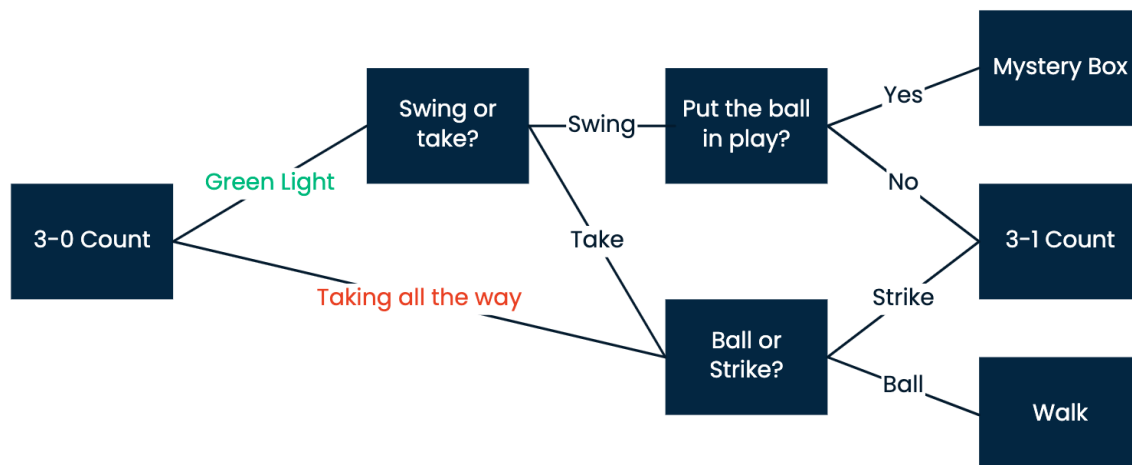 Mystery Box
Swing or
take?
Swing
Put the ball
in play?
Yes
Green Light
No
3-0 Count
Take
3-1 Count
Taking all the way
Strike
Ball or
Strike?
Ball
Walk